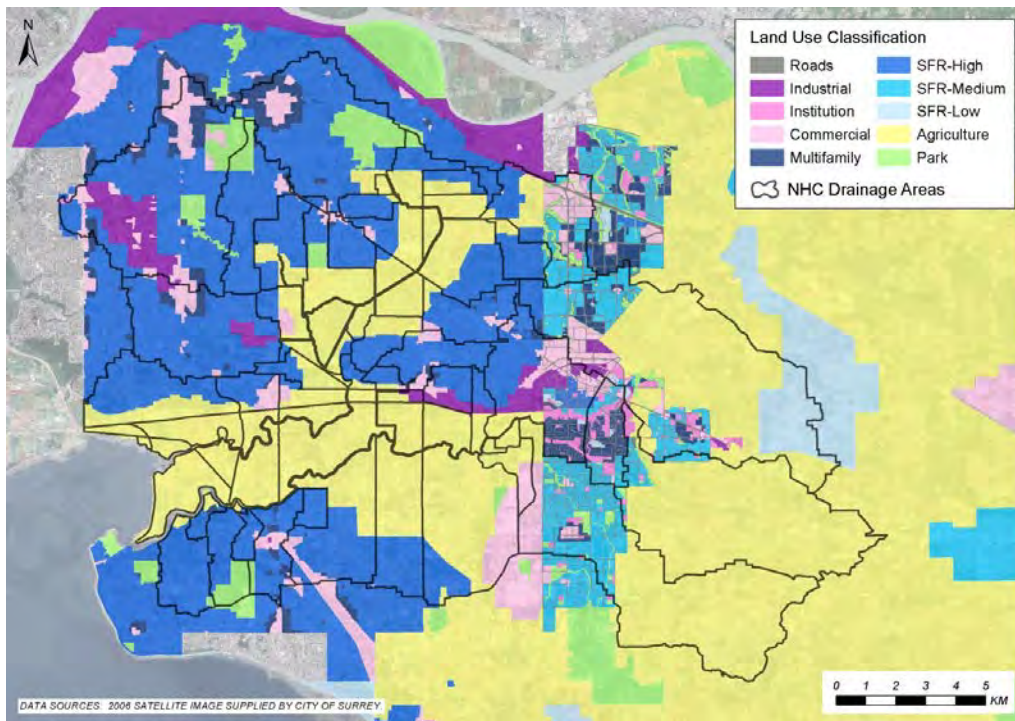 N
Land Use Classification
Roads
Industrial
Institution
Commercial
Multifamily
SFR-High
SFR-Medium
SFR-Low
Agriculture
Park
NHC Drainage Areas
0 1 2 3 4 5
KM
DATA SOURCES: 2006 SATELLITE IMAGE SUPPLIED BY CITY OF SURREY.